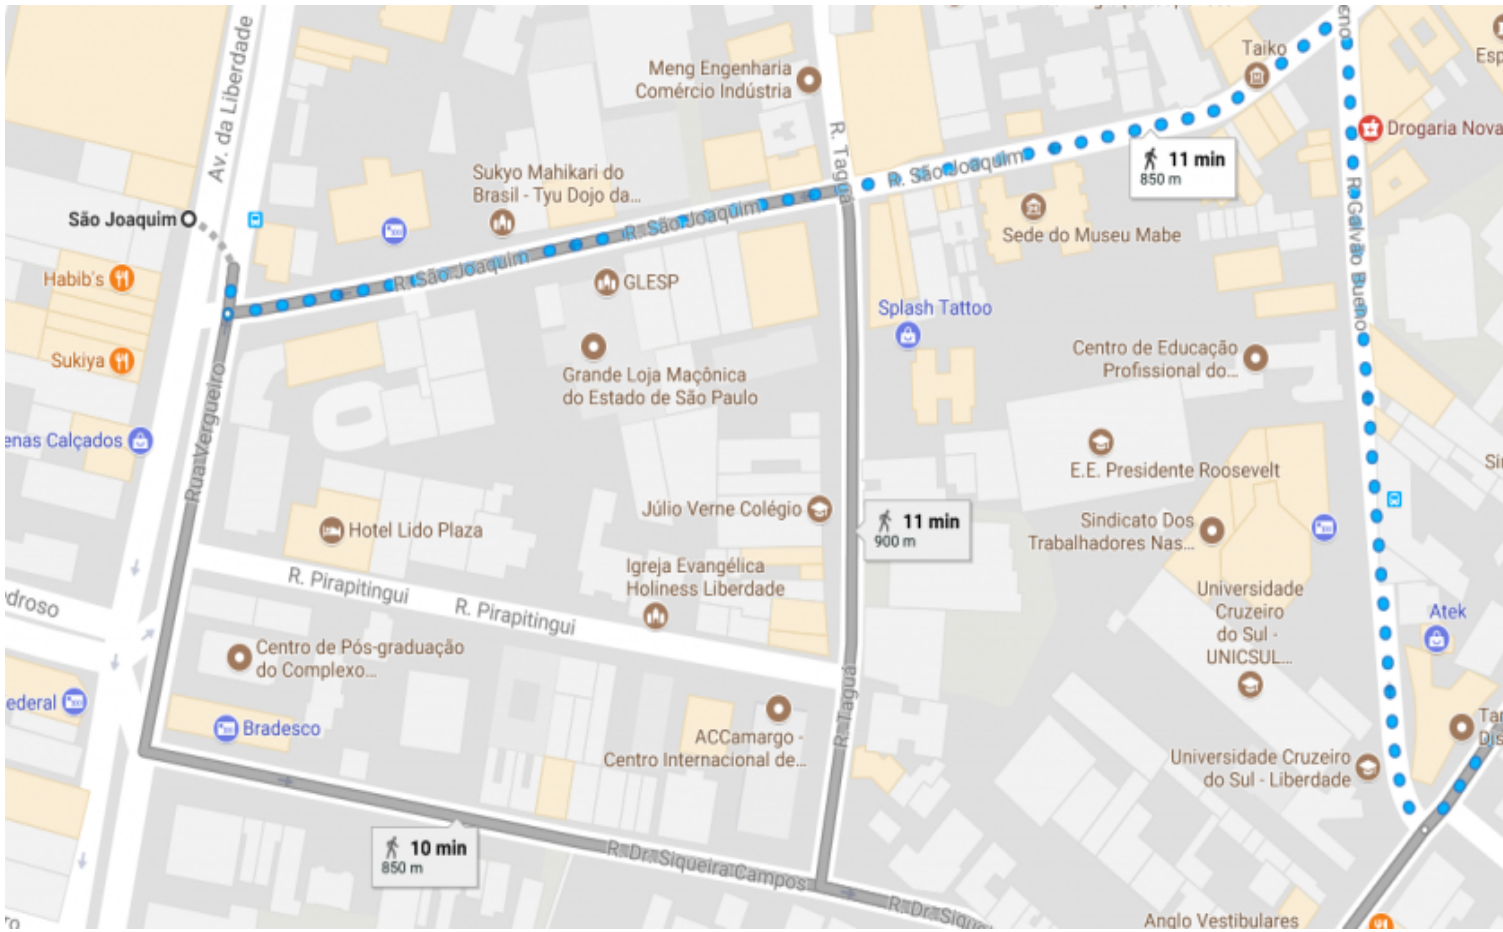 Av. da Liberdade
Meng Engenharia
Comércio Indústria
Taiko
Drogaria Nova
R. Taguá
R. São Joaquim
11 min
850 m
Sukyo Mahikari do
Brasil - Tyu Dojo da...
São Joaquim
R. São Joaquim
R. São Joaquim
Sede do Museu Mabe
R. Galvão Bueno
Habib's
GLESP
Splash Tattoo
Sukiya
Grande Loja Maçônica
do Estado de São Paulo
Centro de Educação
Profissional do...
Rua Vergueiro
enas Calçados
E.E. Presidente Roosevelt
Júlio Verne Colégio
11 min
900 m
Hotel Lido Plaza
Sindicato Dos
Trabalhadores Nas...
R. Pirapitingui
R. Pirapitingui
Igreja Evangélica
Holiness Liberdade
Universidade
Cruzeiro
do Sul -
UNICSUL...
Atek
edroso
Centro de Pós-graduação
do Complexo...
ederal
Bradesco
R. Taguá
ACCamargo -
Centro Internacional de...
Universidade Cruzeiro
do Sul - Liberdade
10 min
850 m
R. Dr. Siqueira Campos
R. Dr. Sique
Anglo Vestibulares